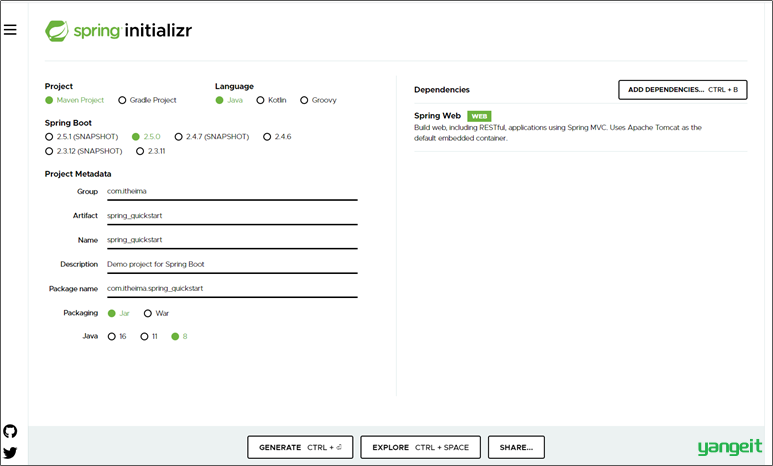 spring initializr
Project
Maven Project Gradle Project
Language
Java Kotlin Groovy
Spring Boot
2.5.1 (SNAPSHOT) 2.5.0 2.4.7 (SNAPSHOT) 2.4.6
2.3.12 (SNAPSHOT) 2.3.11
Project Metadata
Group com.itheima
Artifact spring_quickstart
Name spring_quickstart
Description Demo project for Spring Boot
Package name com.itheima.spring_quickstart
Packaging Jar War
Java 16 11 8
Dependencies ADD DEPENDENCIES... CTRL + B
Spring Web WEB
Build web, including RESTful, applications using Spring MVC. Uses Apache Tomcat as the
default embedded container.
GENERATE CTRL + ⏎ EXPLORE CTRL + SPACE SHARE...
yangeit